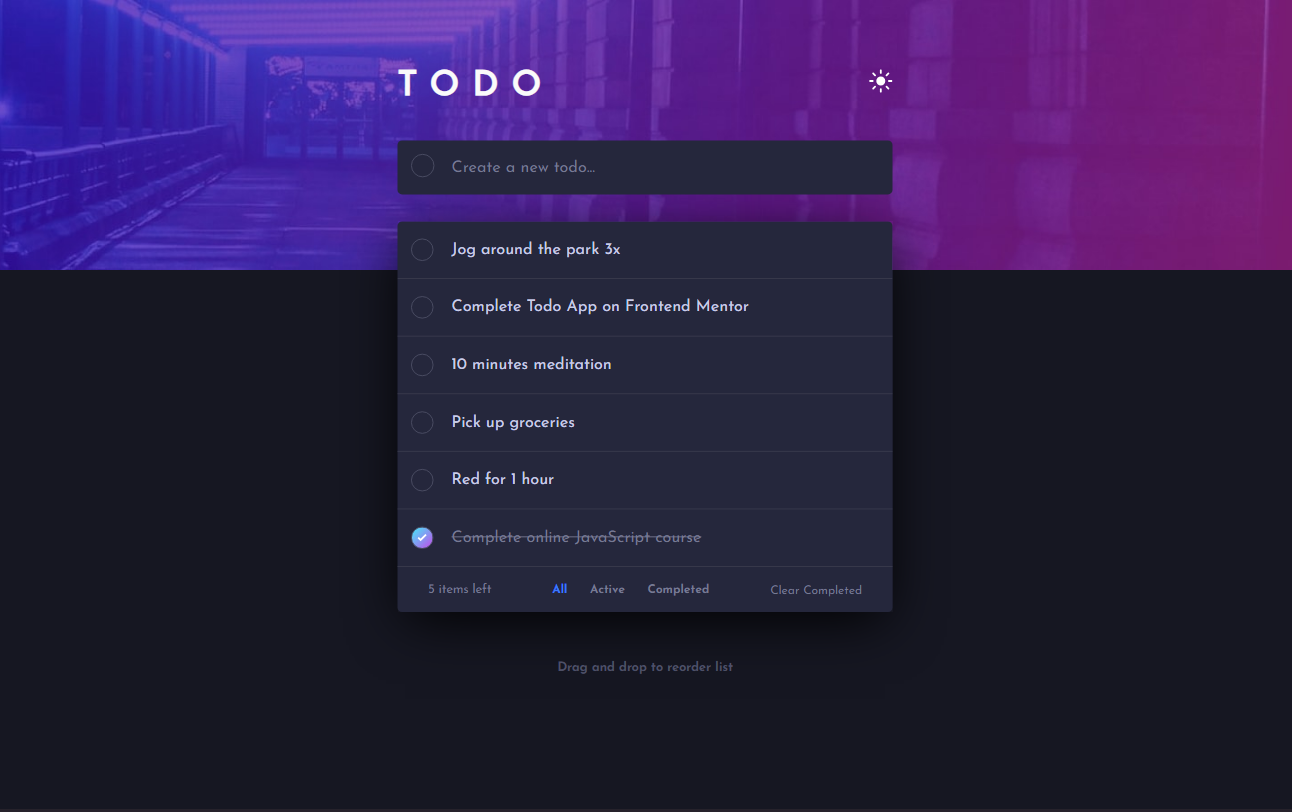 TODO
Create a new todo...
Jog around the park 3x
Complete Todo App on Frontend Mentor
10 minutes meditation
Pick up groceries
Red for 1 hour
Complete online JavaScript course
5 items left All Active Completed Clear Completed
Drag and drop to reorder list